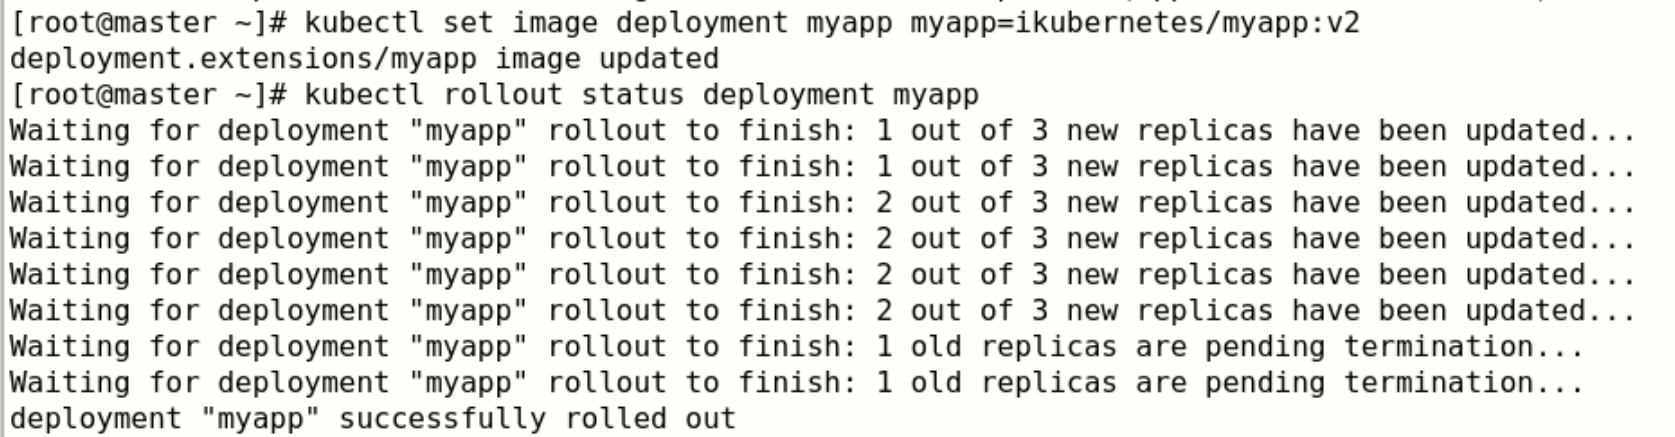 [root@master ~]# kubectl set image deployment myapp myapp=ikubernetes/myapp:v2
deployment.extensions/myapp image updated
[root@master ~]# kubectl rollout status deployment myapp
Waiting for deployment "myapp" rollout to finish: 1 out of 3 new replicas have been updated...
Waiting for deployment "myapp" rollout to finish: 1 out of 3 new replicas have been updated...
Waiting for deployment "myapp" rollout to finish: 2 out of 3 new replicas have been updated...
Waiting for deployment "myapp" rollout to finish: 2 out of 3 new replicas have been updated...
Waiting for deployment "myapp" rollout to finish: 2 out of 3 new replicas have been updated...
Waiting for deployment "myapp" rollout to finish: 2 out of 3 new replicas have been updated...
Waiting for deployment "myapp" rollout to finish: 1 old replicas are pending termination...
Waiting for deployment "myapp" rollout to finish: 1 old replicas are pending termination...
deployment "myapp" successfully rolled out